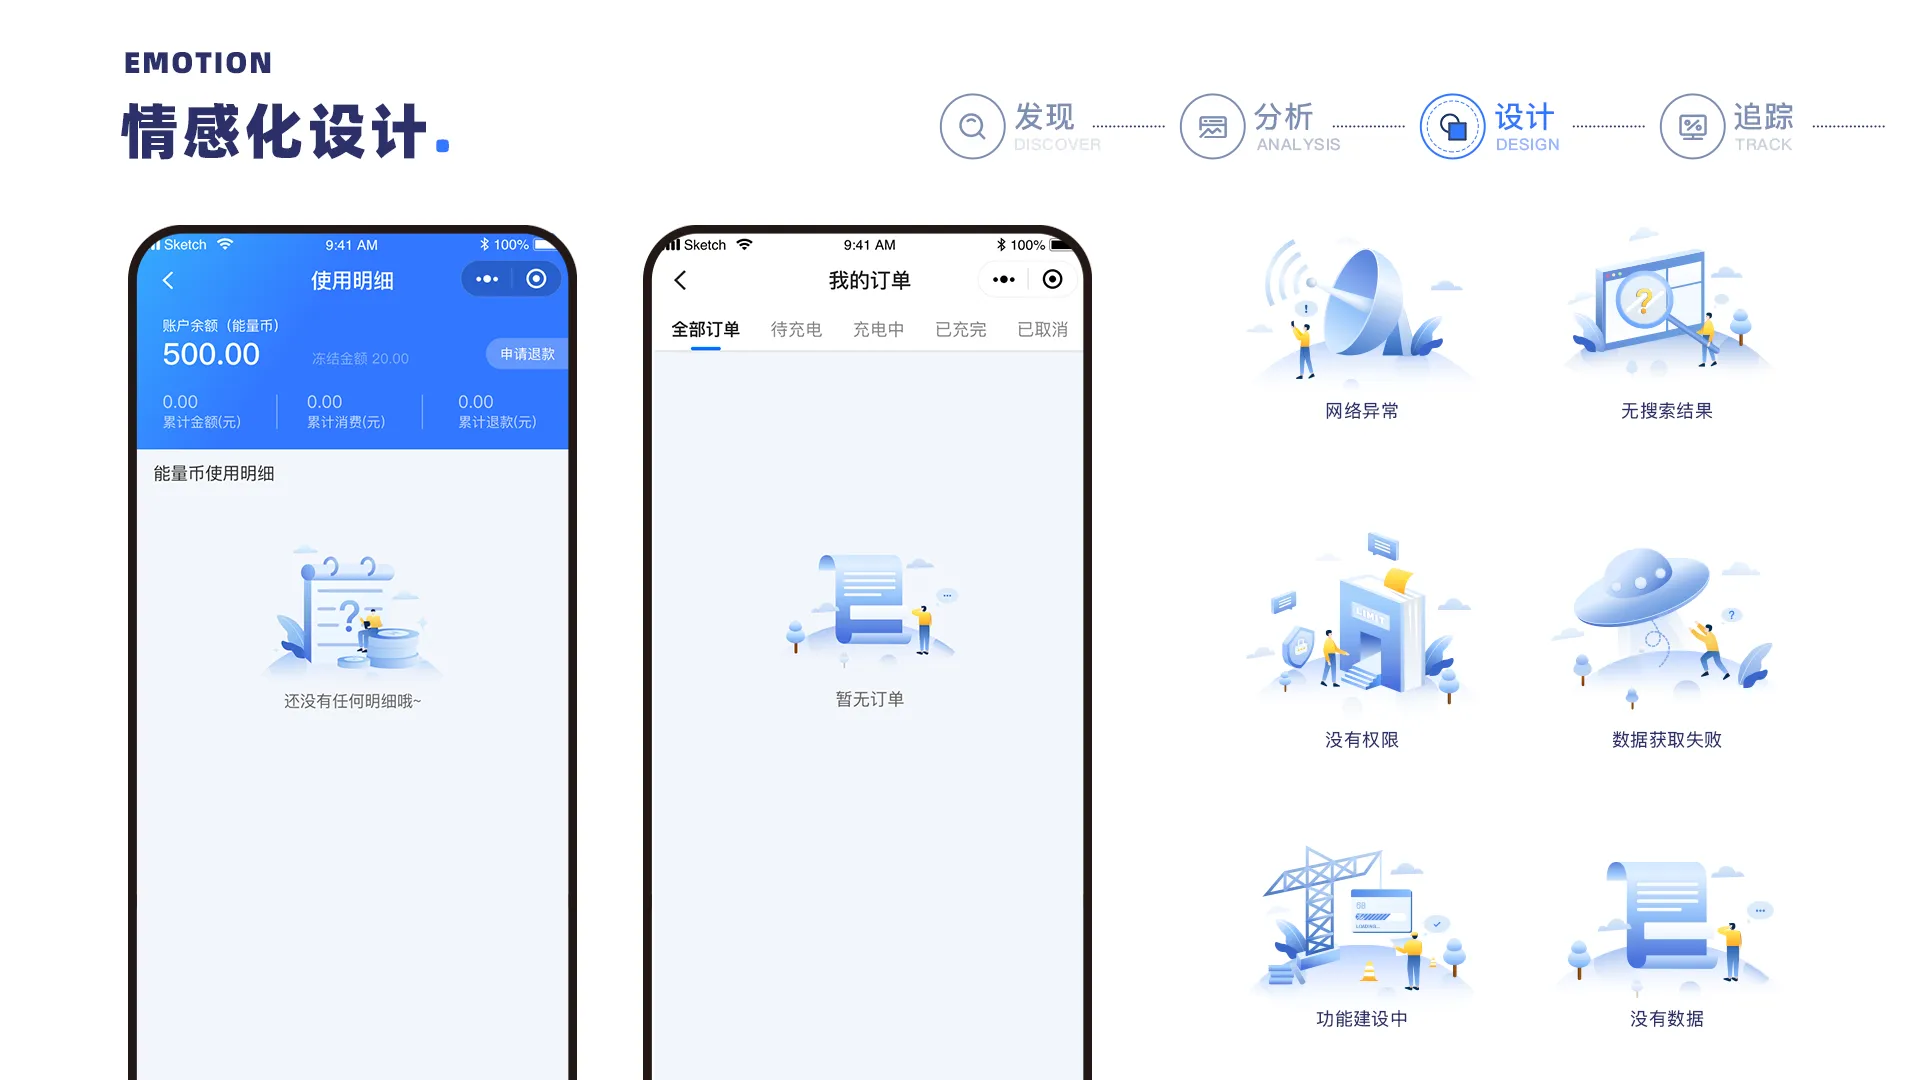 EMOTION
情感化设计.
发现
DISCOVER
分析
ANALYSIS
设计
DESIGN
追踪
TRACK
Sketch 9:41 AM 100%
使用明细
账户余额（能量币）
500.00
冻结金额 20.00
申请退款
0.00
累计金额(元)
0.00
累计消费(元)
0.00
累计退款(元)
能量币使用明细
?
还没有任何明细哦~
Sketch 9:41 AM 100%
我的订单
全部订单 待充电 充电中 已充完 已取消
暂无订单
!
网络异常
?
无搜索结果
LIMIT
没有权限
?
数据获取失败
68
LOADING...
功能建设中
没有数据